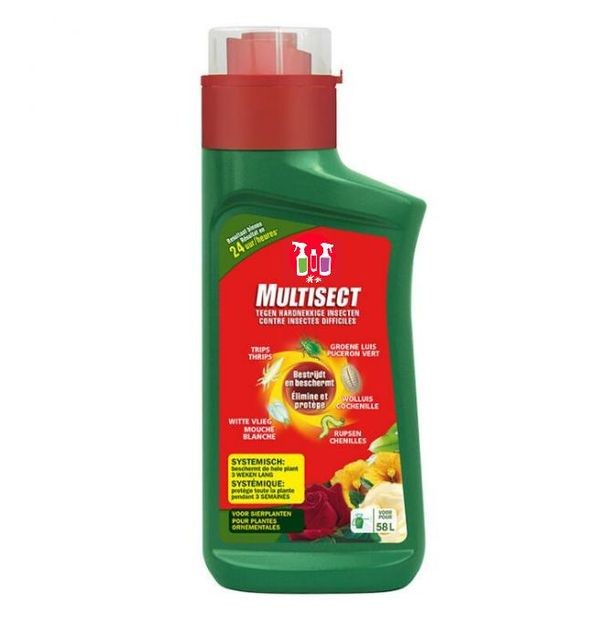 Resultaat binnen
Résultat en
24 uur/heures*
MULTISECT
TEGEN HARDNEKKIGE INSECTEN
CONTRE INSECTES DIFFICILES
TRIPS
THRIPS
GROENE LUIS
PUCERON VERT
Bestrijdt
en beschermt
Élimine et
protège
WOLLUIS
COCHENILLE
WITTE VLIEG
MOUCHE
BLANCHE
RUPSEN
CHENILLES
SYSTEMISCH:
beschermt de hele plant
3 WEKEN LANG
SYSTÉMIQUE:
protège toute la plante
pendant 3 SEMAINES
VOOR SIERPLANTEN
POUR PLANTES
ORNEMENTALES
VOOR
POUR
58 L